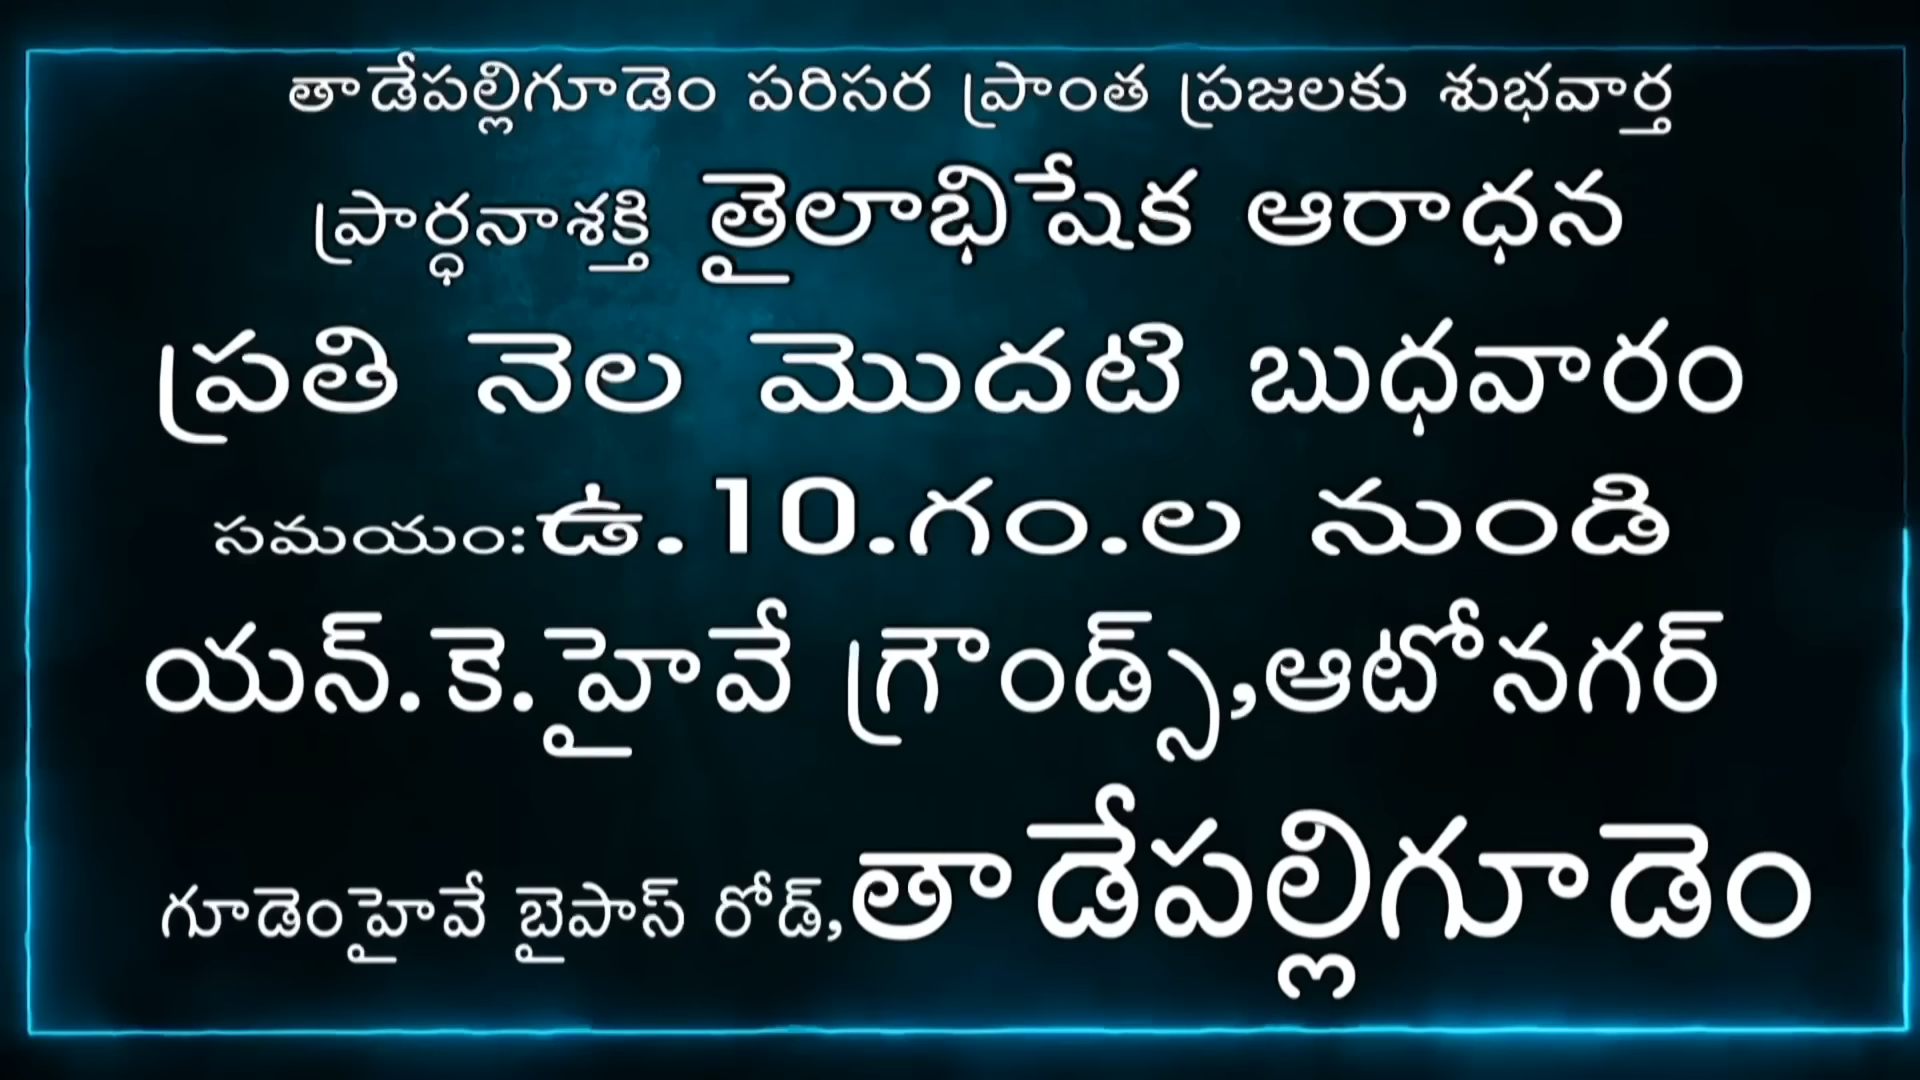 తాడేపల్లిగూడెం పరిసర ప్రాంత ప్రజలకు శుభవార్త
ప్రార్ధనాశక్తి తైలాభిషేక ఆరాధన
ప్రతి నెల మొదటి బుధవారం
సమయం:ఉ.10.గం.ల నుండి
యన్.కె.హైవే గ్రౌండ్స్,ఆటోనగర్
గూడెంహైవే బైపాస్ రోడ్,తాడేపల్లిగూడెం